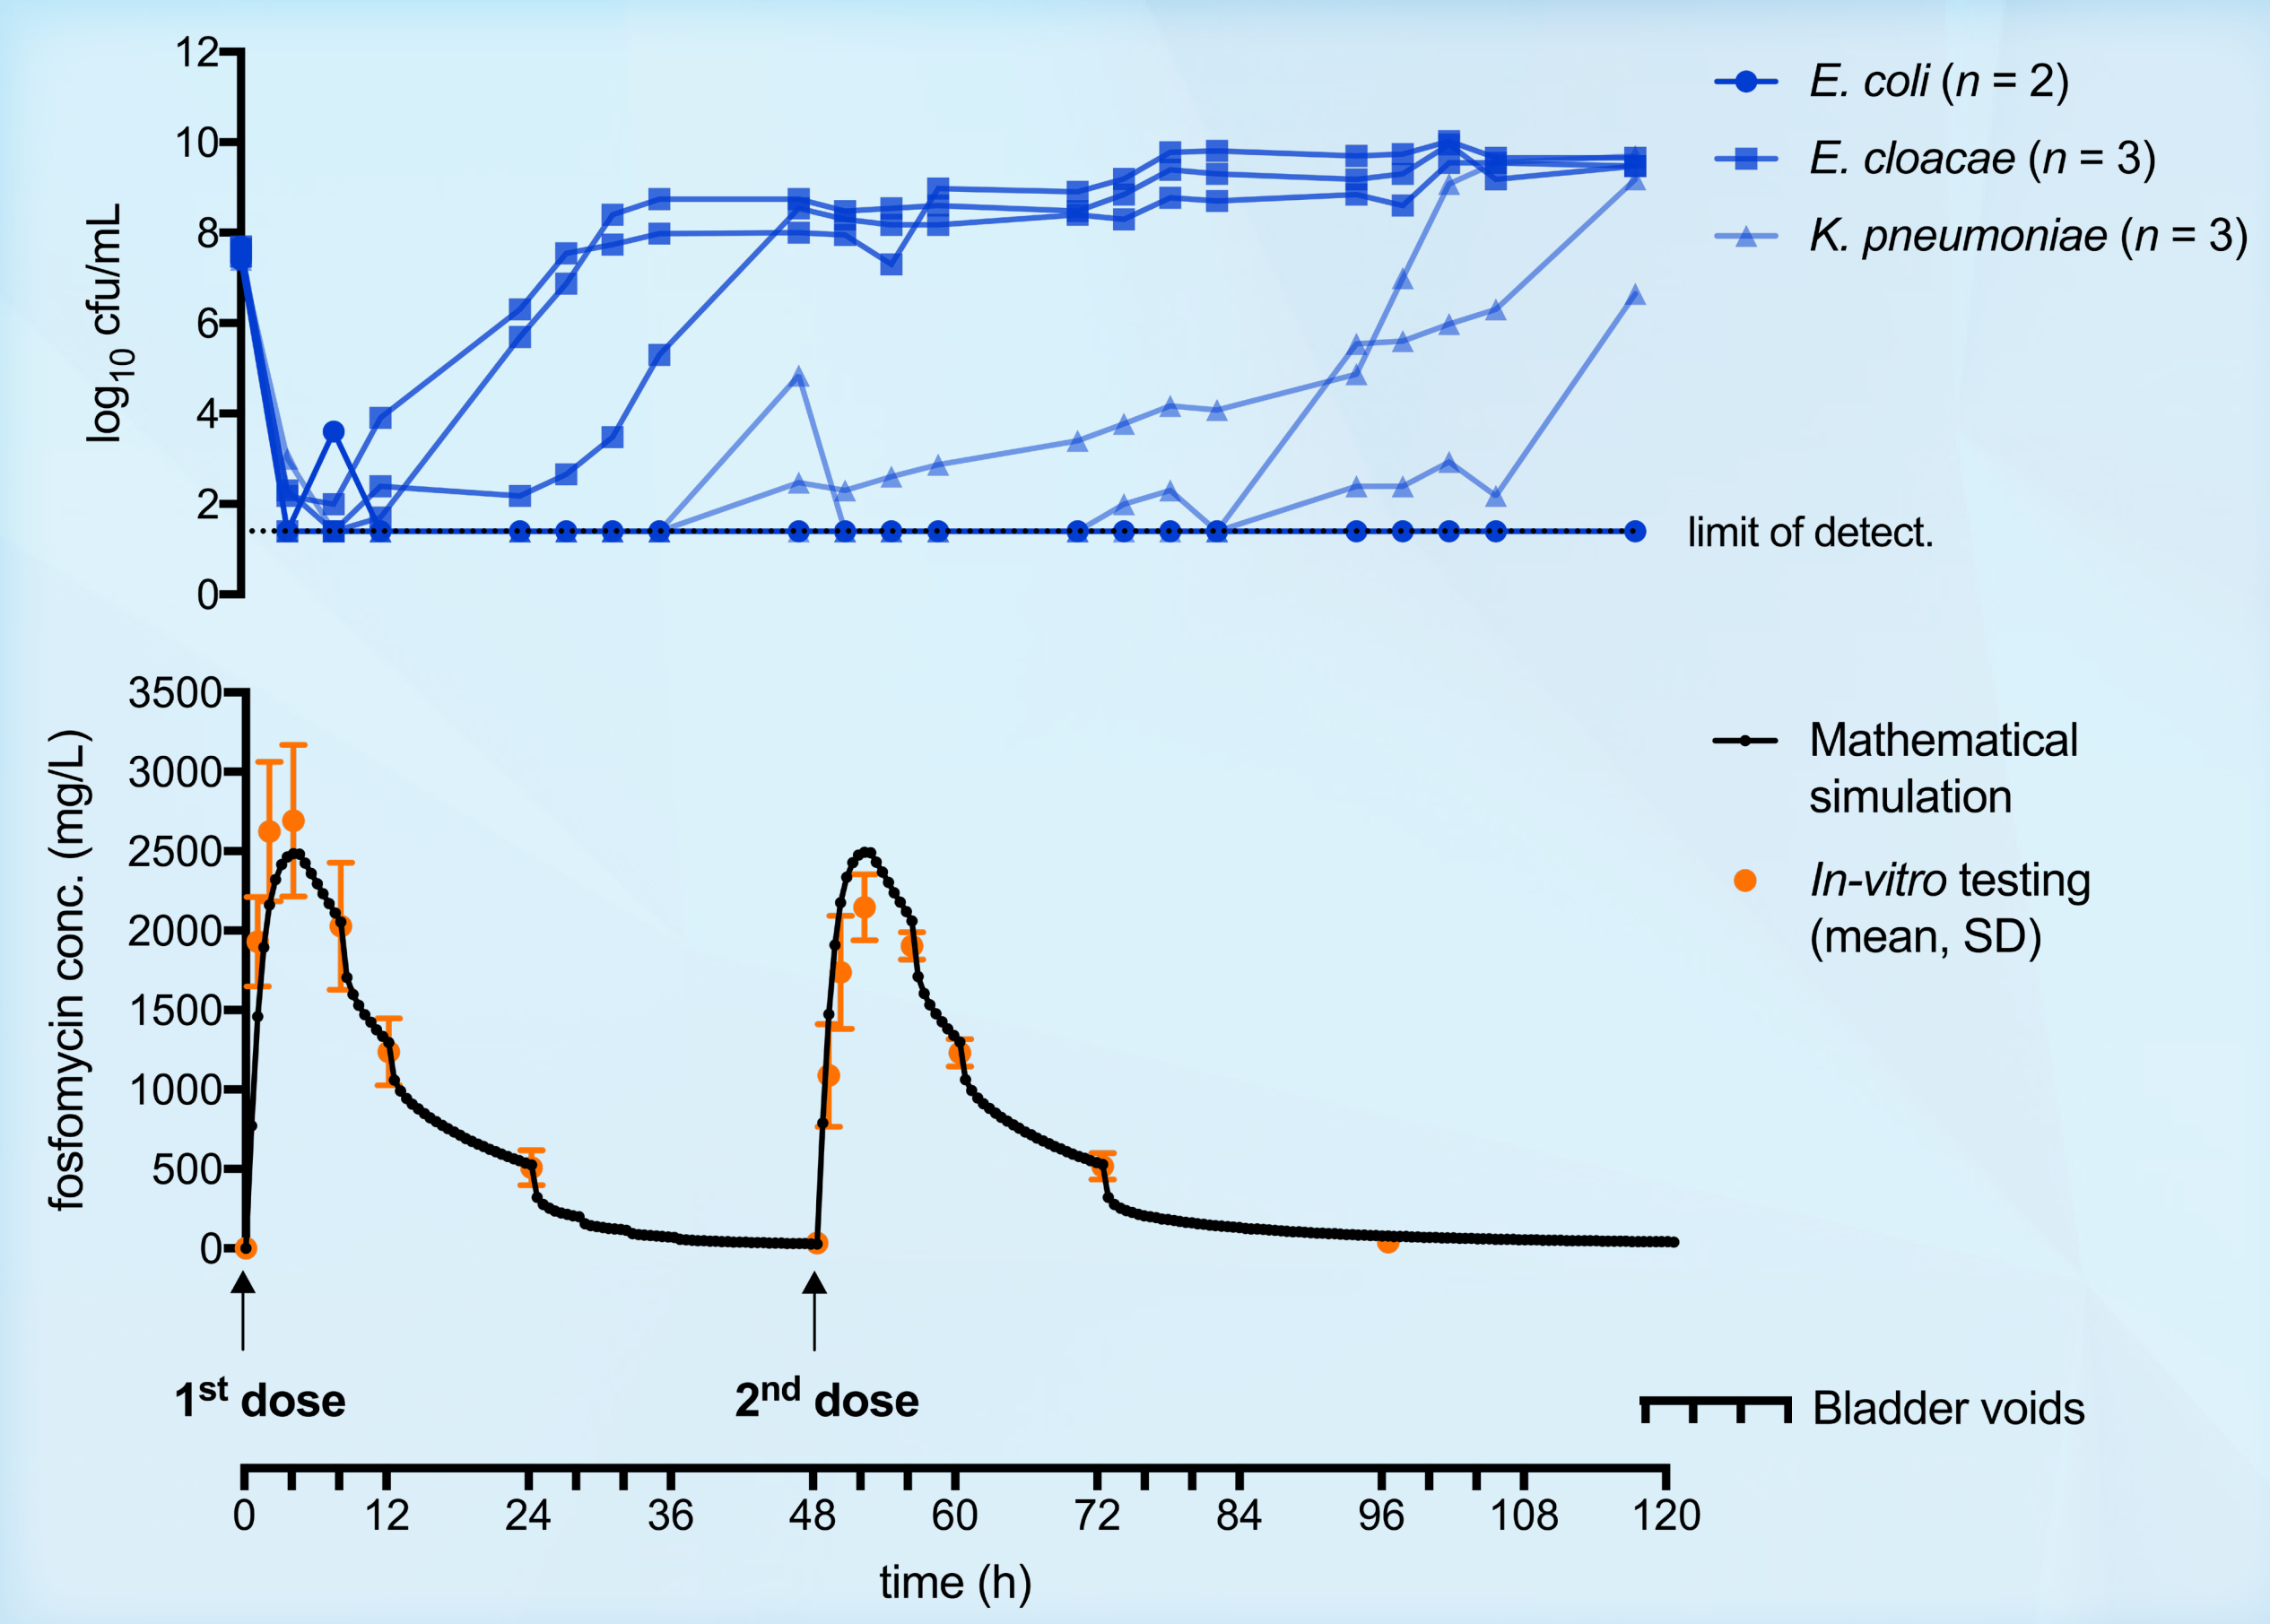 12
10
8
6
4
2
0
log10 cfu/mL
E. coli (n = 2)
E. cloacae (n = 3)
K. pneumoniae (n = 3)
limit of detect.
3500
3000
2500
2000
1500
1000
500
0
fosfomycin conc. (mg/L)
Mathematical
simulation
In-vitro testing
(mean, SD)
1st dose
2nd dose
Bladder voids
0 12 24 36 48 60 72 84 96 108 120
time (h)